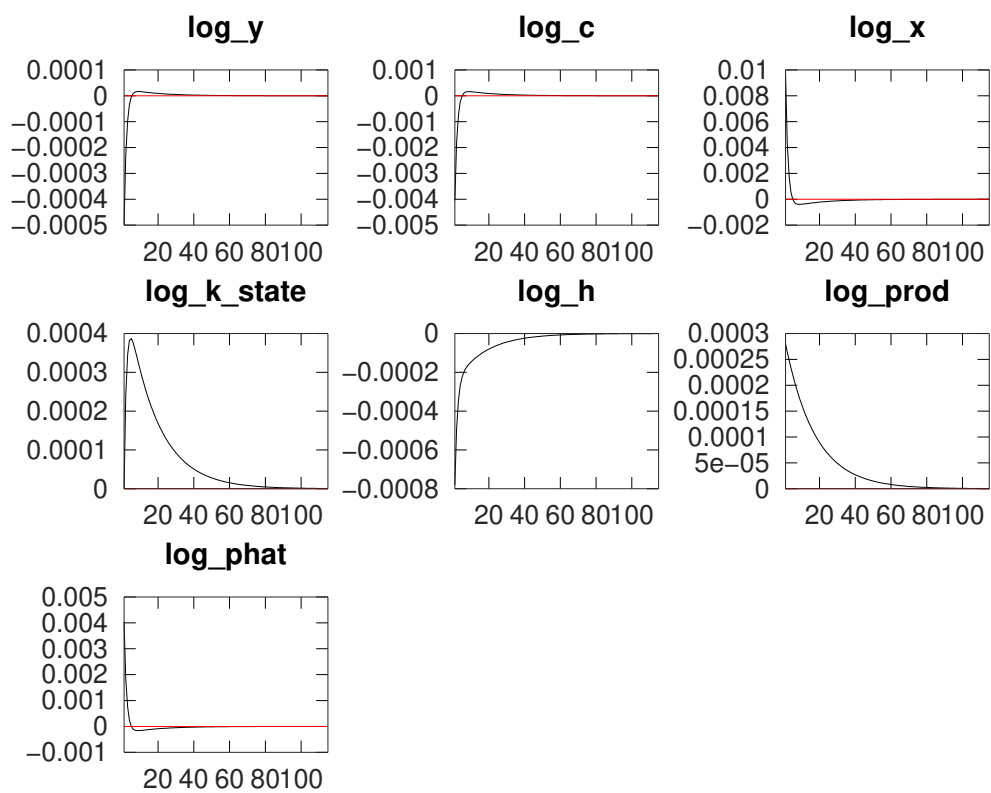 log_y
0.0001
0
−0.0001
−0.0002
−0.0003
−0.0004
−0.0005
20 40 60 80100
log_c
0.001
0
−0.001
−0.002
−0.003
−0.004
−0.005
20 40 60 80100
log_x
0.01
0.008
0.006
0.004
0.002
0
−0.002
20 40 60 80100
log_k_state
0.0004
0.0003
0.0002
0.0001
0
20 40 60 80100
log_h
0
−0.0002
−0.0004
−0.0006
−0.0008
20 40 60 80100
log_prod
0.0003
0.00025
0.0002
0.00015
0.0001
5e−05
0
20 40 60 80100
log_phat
0.005
0.004
0.003
0.002
0.001
0
−0.001
20 40 60 80100